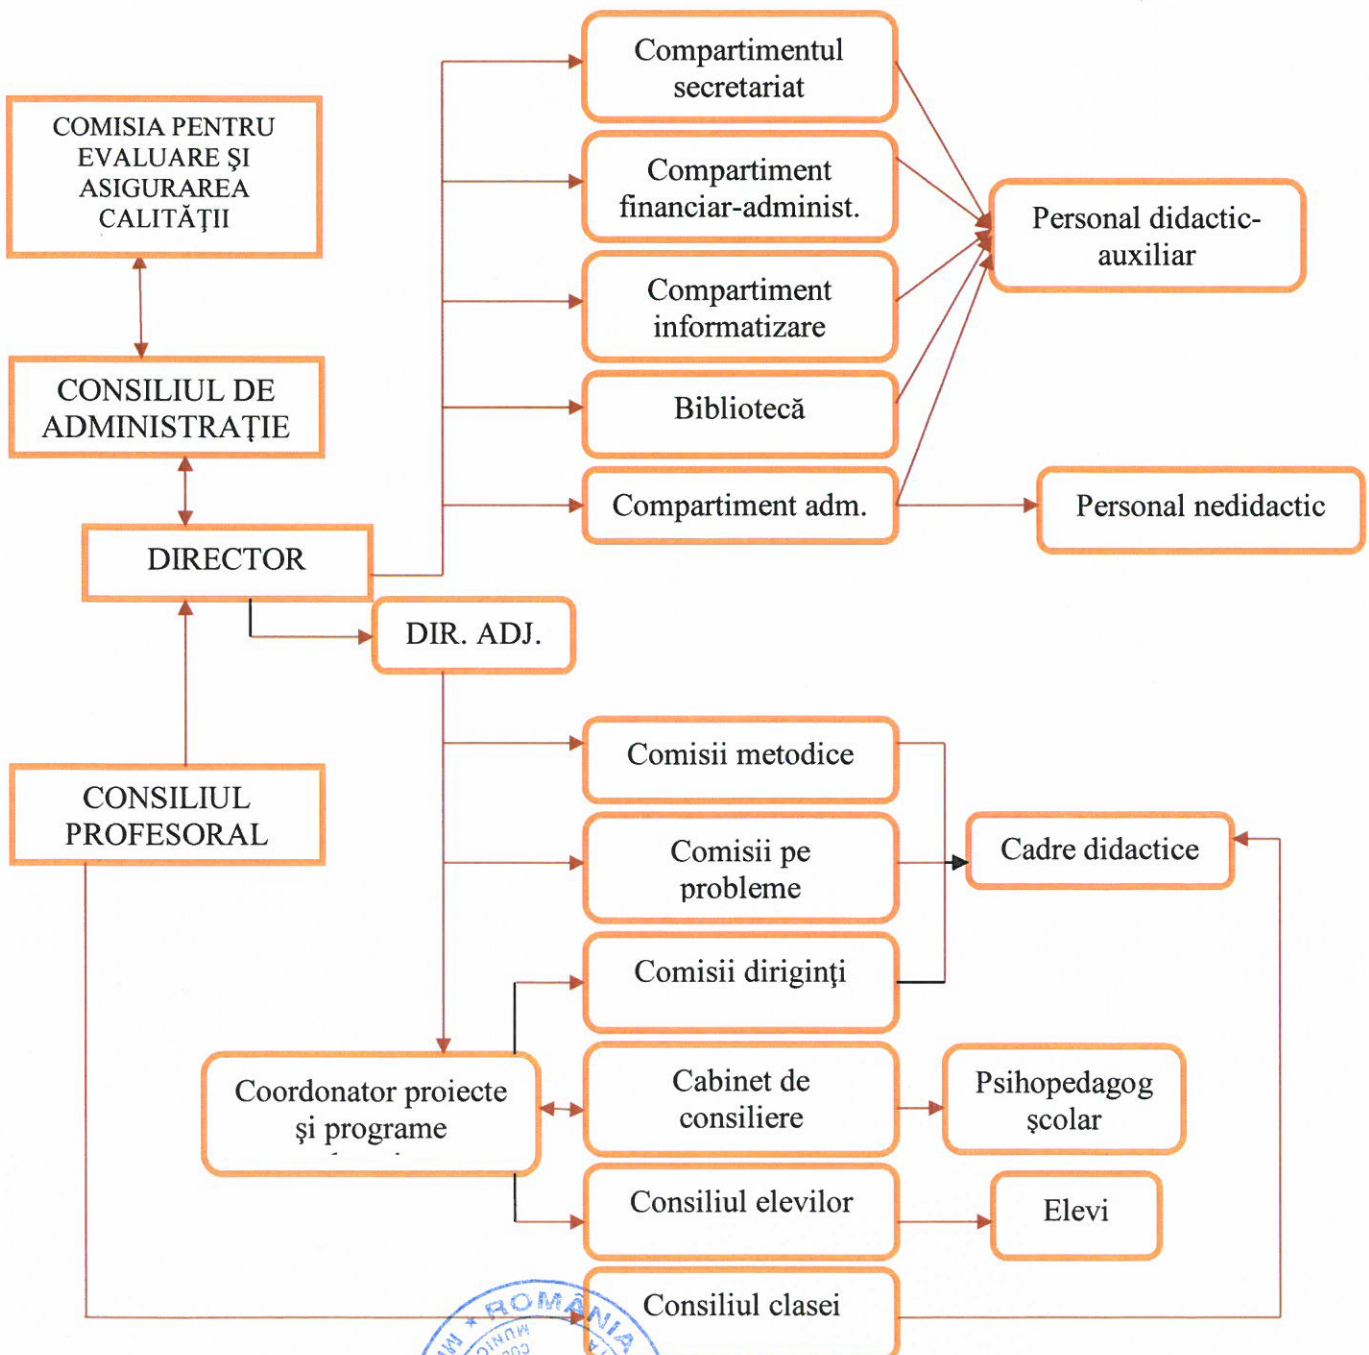 Compartimentul
secretariat
COMISIA PENTRU
EVALUARE ŞI
ASIGURAREA
CALITĂŢII
Compartiment
financiar-administ.
Personal didactic-
auxiliar
Compartiment
informatizare
CONSILIUL DE
ADMINISTRAŢIE
Bibliotecă
Compartiment adm.
Personal nedidactic
DIRECTOR
DIR. ADJ.
Comisii metodice
CONSILIUL
PROFESORAL
Comisii pe
probleme
Cadre didactice
Comisii diriginţi
Coordonator proiecte
şi programe
Cabinet de
consiliere
Psihopedagog
şcolar
Consiliul elevilor
Elevi
Consiliul clasei
ROMÂNIA